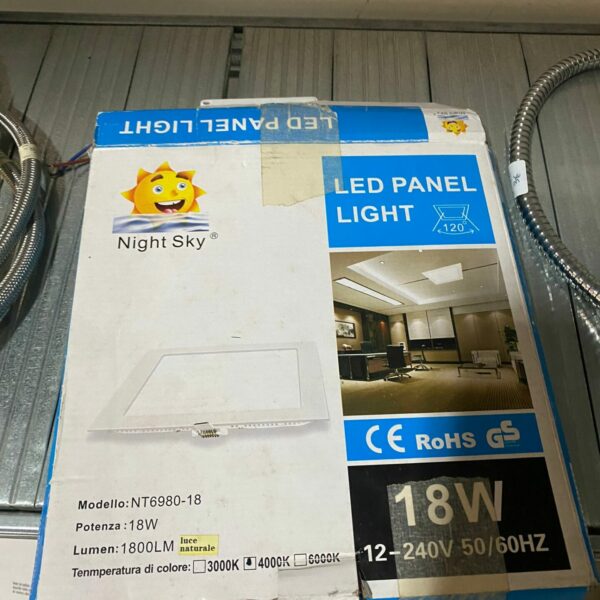 LED PANEL LIGHT
Night Sky®
LED PANEL
LIGHT
120°
CE RoHS GS
Modello:NT6980-18
Potenza :18W
Lumen:1800LM luce
naturale
Tenmperatura di colore: 3000K 4000K 6000K
18W
12-240V 50/60HZ